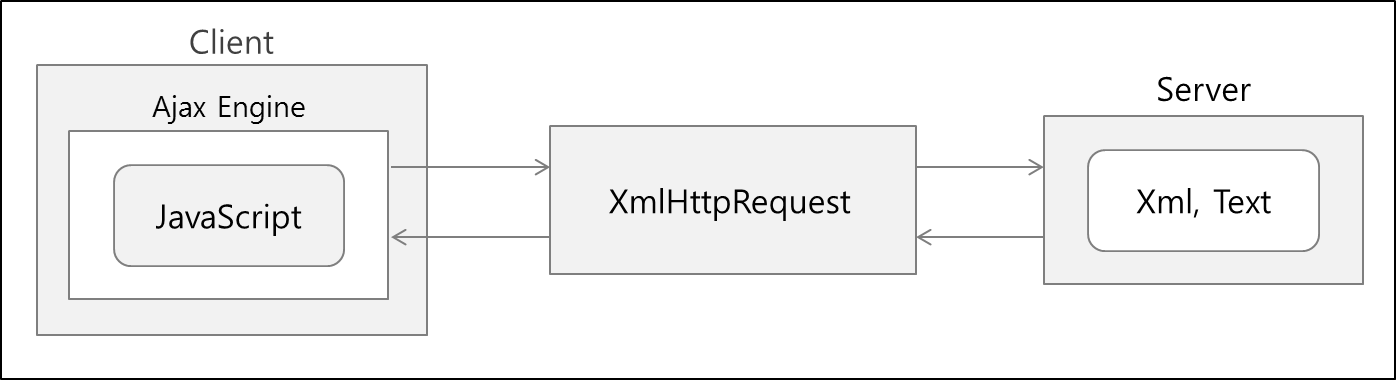 Client
Ajax Engine
JavaScript
XmlHttpRequest
Server
Xml, Text